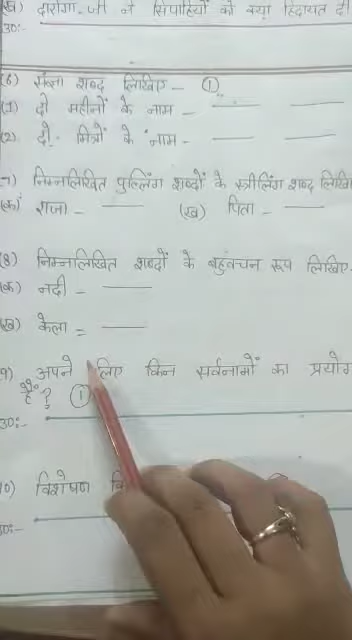 (ख) दारोगा जी ने सिपाहियों को क्या हिदायत दी
उ०:-
(6) संज्ञा शब्द लिखिए - ①
(1) दो महीनों के नाम -
(2) दो मित्रों के नाम -
निम्नलिखित पुल्लिंग शब्दों के स्त्रीलिंग शब्द लिखि
(क) राजा - (ख) पिता -
(8) निम्नलिखित शब्दों के बहुवचन रूप लिखिए-
(क) नदी -
(ख) केला =
9) अपने लिए किन सर्वनामों का प्रयोग
हैं? ①
उ०:-
10) विशेषण
उ०:-